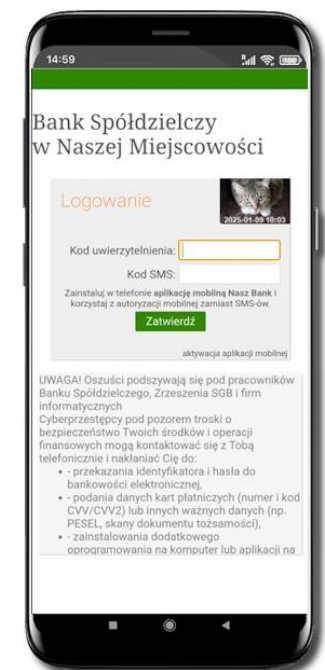 14:59
Bank Spółdzielczy
w Naszej Miejscowości
Logowanie
2025-01-09 10:03
Kod uwierzytelnienia:
Kod SMS:
Zainstaluj w telefonie aplikację mobilną Nasz Bank i
korzystaj z autoryzacji mobilnej zamiast SMS-ów.
Zatwierdź
aktywacja aplikacji mobilnej
UWAGA! Oszuści podszywają się pod pracowników
Banku Spółdzielczego, Zrzeszenia SGB i firm
informatycznych
Cyberprzestępcy pod pozorem troski o
bezpieczeństwo Twoich środków i operacji
finansowych mogą kontaktować się z Tobą
telefonicznie i nakłaniać Cię do:
• - przekazania identyfikatora i hasła do
bankowości elektronicznej,
• - podania danych kart płatniczych (numer i kod
CVV/CVV2) lub innych ważnych danych (np.
PESEL, skany dokumentu tożsamości),
• - zainstalowania dodatkowego
oprogramowania na komputer lub aplikacji na